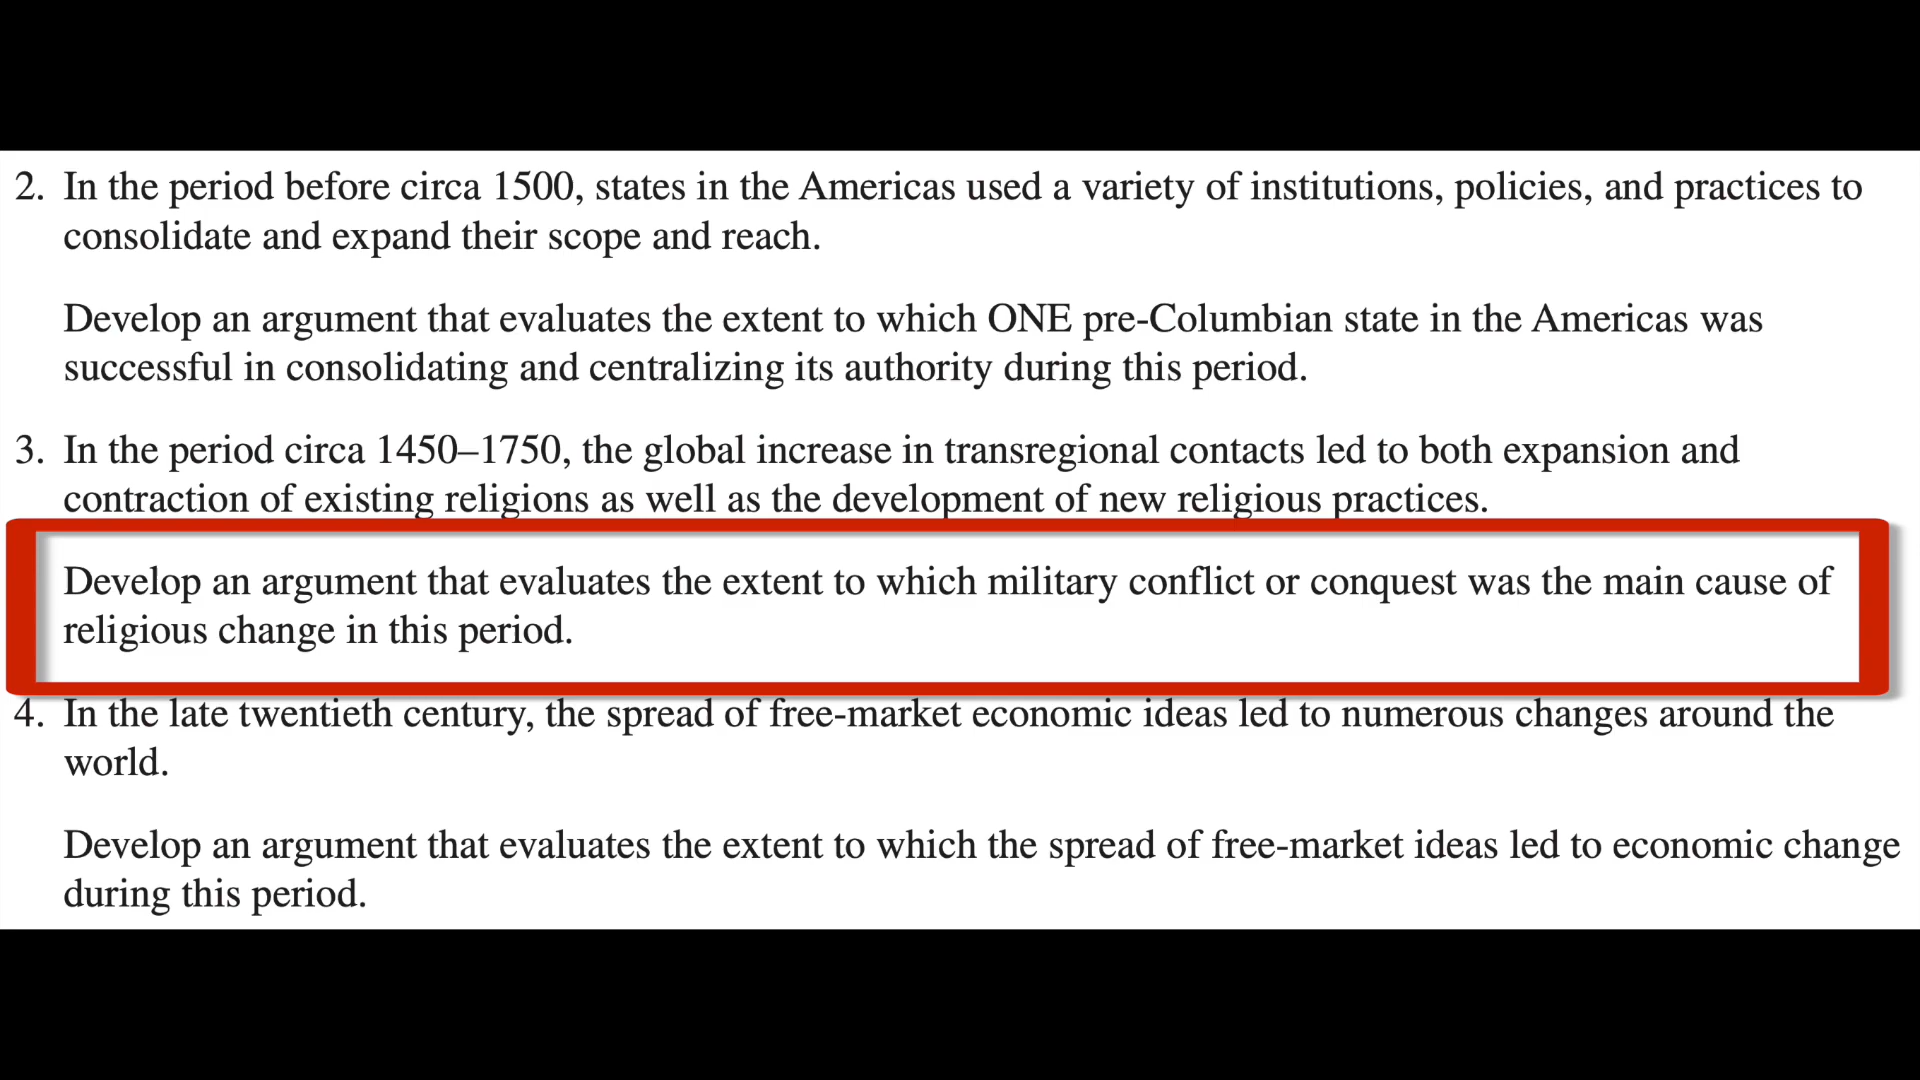 2. In the period before circa 1500, states in the Americas used a variety of institutions, policies, and practices to
consolidate and expand their scope and reach.
Develop an argument that evaluates the extent to which ONE pre-Columbian state in the Americas was
successful in consolidating and centralizing its authority during this period.
3. In the period circa 1450–1750, the global increase in transregional contacts led to both expansion and
contraction of existing religions as well as the development of new religious practices.
Develop an argument that evaluates the extent to which military conflict or conquest was the main cause of
religious change in this period.
4. In the late twentieth century, the spread of free-market economic ideas led to numerous changes around the
world.
Develop an argument that evaluates the extent to which the spread of free-market ideas led to economic change
during this period.